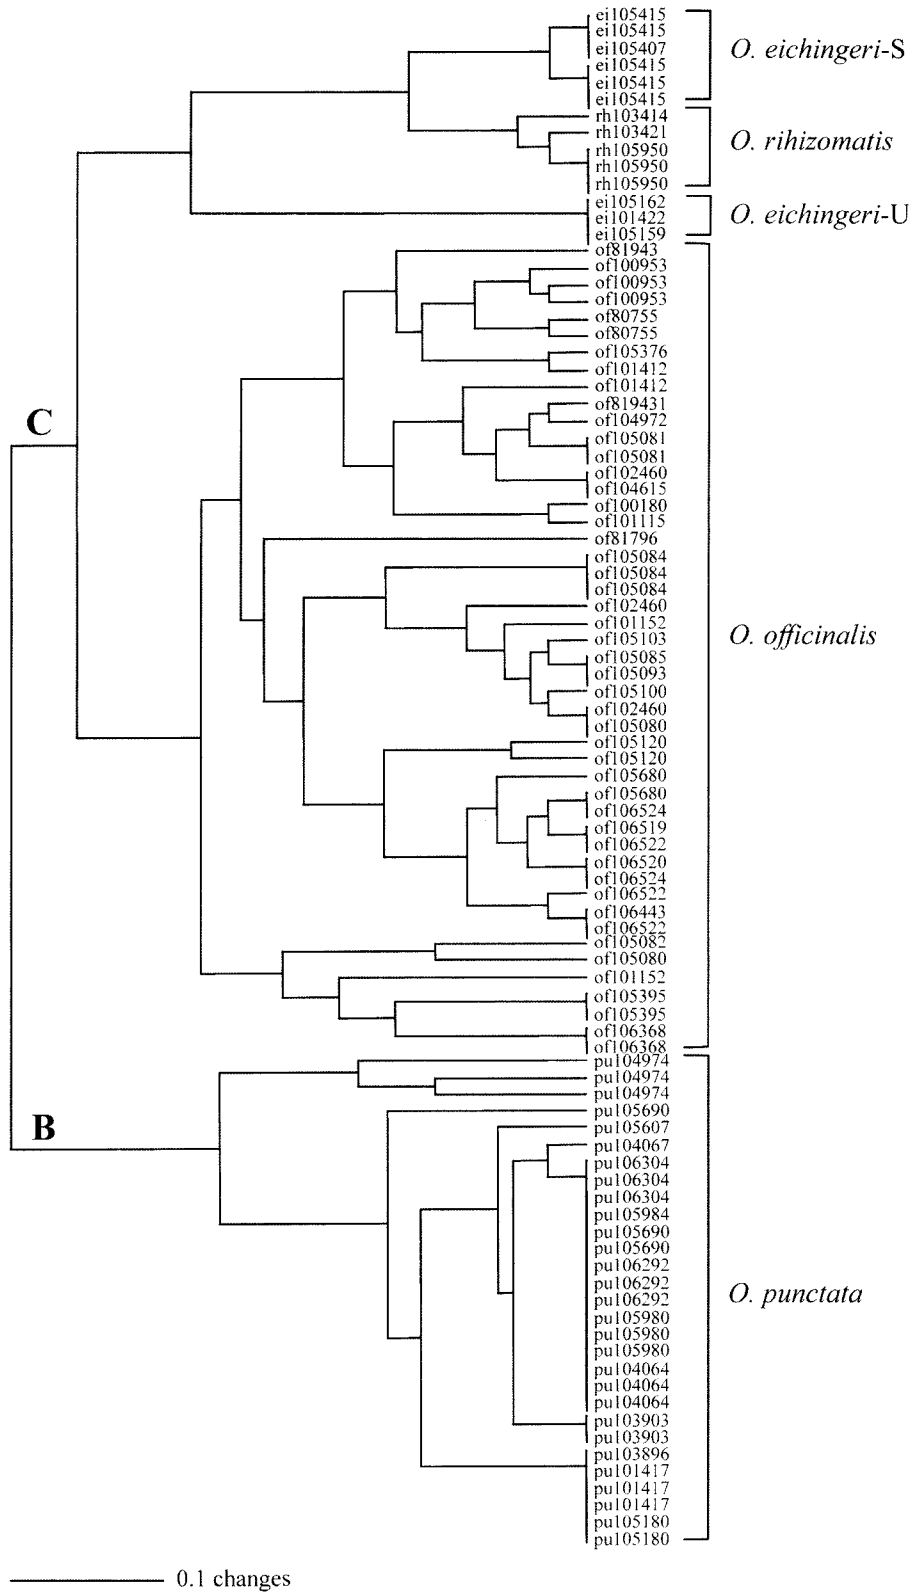 ei105415
ei105415
ei105407
ei105415
ei105415
ei105415
O. eichingeri-S
rh103414
rh103421
rh105950
rh105950
rh105950
O. rihizomatis
ei105162
ei101422
ei105159
O. eichingeri-U
of81943
of100953
of100953
of100953
of80755
of80755
of105376
of101412
of101412
of819431
of104972
of105081
of105081
of102460
of104615
of100180
of101115
of81796
of105084
of105084
of105084
of102460
of101152
of105103
of105085
of105093
of105100
of102460
of105080
of105120
of105120
of105680
of105680
of106524
of106519
of106522
of106520
of106524
of106522
of106443
of106522
of105082
of105080
of101152
of105395
of105395
of106368
of106368
O. officinalis
C
pu104974
pu104974
pu104974
pu105690
pu105607
pu104067
pu106304
pu106304
pu106304
pu105984
pu105690
pu105690
pu106292
pu106292
pu106292
pu105980
pu105980
pu105980
pu104064
pu104064
pu104064
pu103903
pu103903
pu103896
pu101417
pu101417
pu101417
pu105180
pu105180
O. punctata
B
0.1 changes